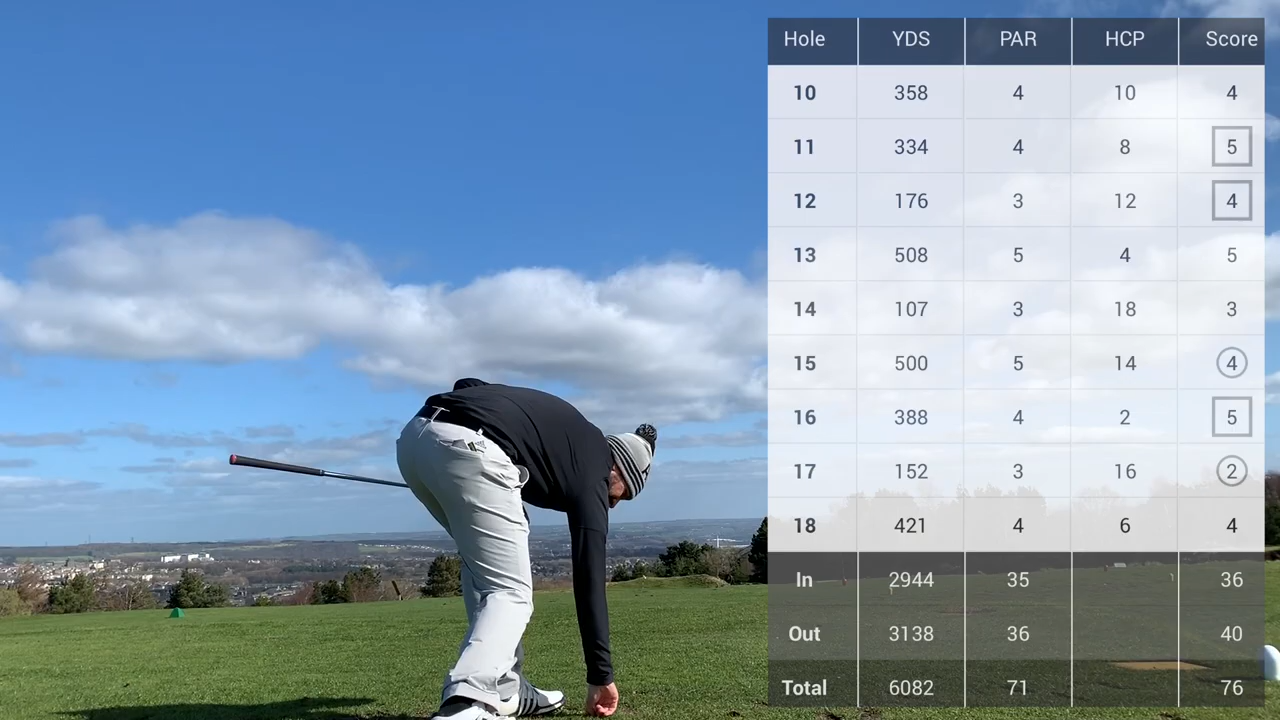 Hole YDS PAR HCP Score
10 358 4 10 4
11 334 4 8 5
12 176 3 12 4
13 508 5 4 5
14 107 3 18 3
15 500 5 14 4
16 388 4 2 5
17 152 3 16 2
18 421 4 6 4
In 2944 35 36
Out 3138 36 40
Total 6082 71 76